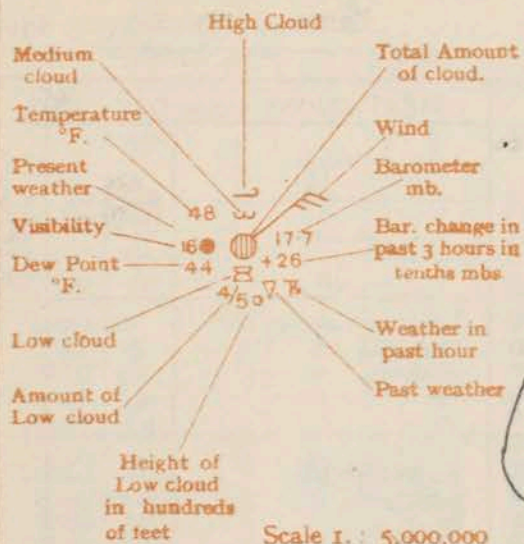 High Cloud
Medium
cloud
Total Amount
of cloud.
Temperature
°F.
Wind
Present
weather
Barometer
mb.
48
Visibility
16
17·7
Bar. change in
past 3 hours in
tenths mbs
Dew Point
°F.
44
+26
4/50
Low cloud
Weather in
past hour
Amount of
Low cloud
Past weather
Height of
Low cloud
in hundreds
of feet
Scale 1. : 5,000,000